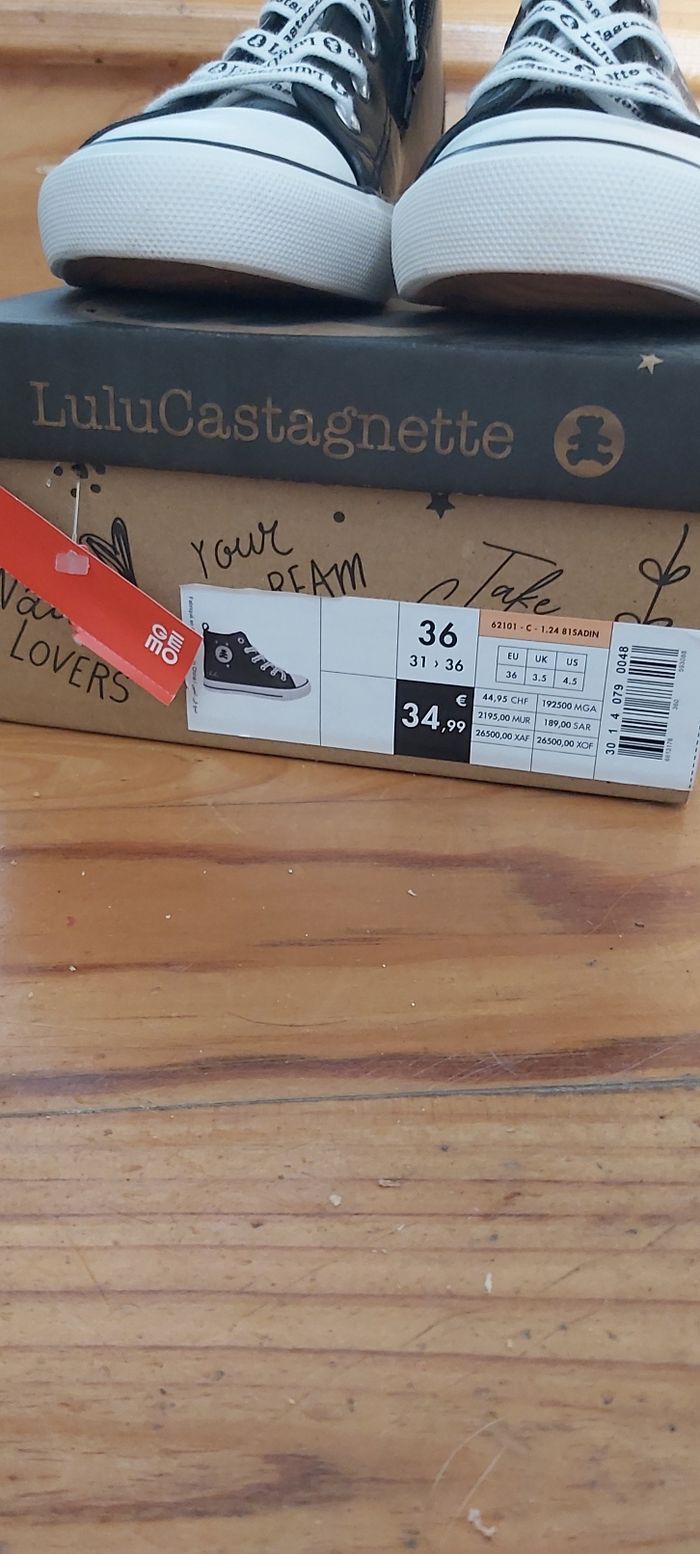 LuluCastagnette
YOUR
DREAM
Take
LOVERS
GEMO
36
31 > 36
34,99 €
62101 - C - 1.24 815ADIN
EU UK US
36 3.5 4.5
44,95 CHF 192500 MGA
2195,00 MUR 189,00 SAR
26500,00 XAF 26500,00 XOF
30 1 4 079 0048